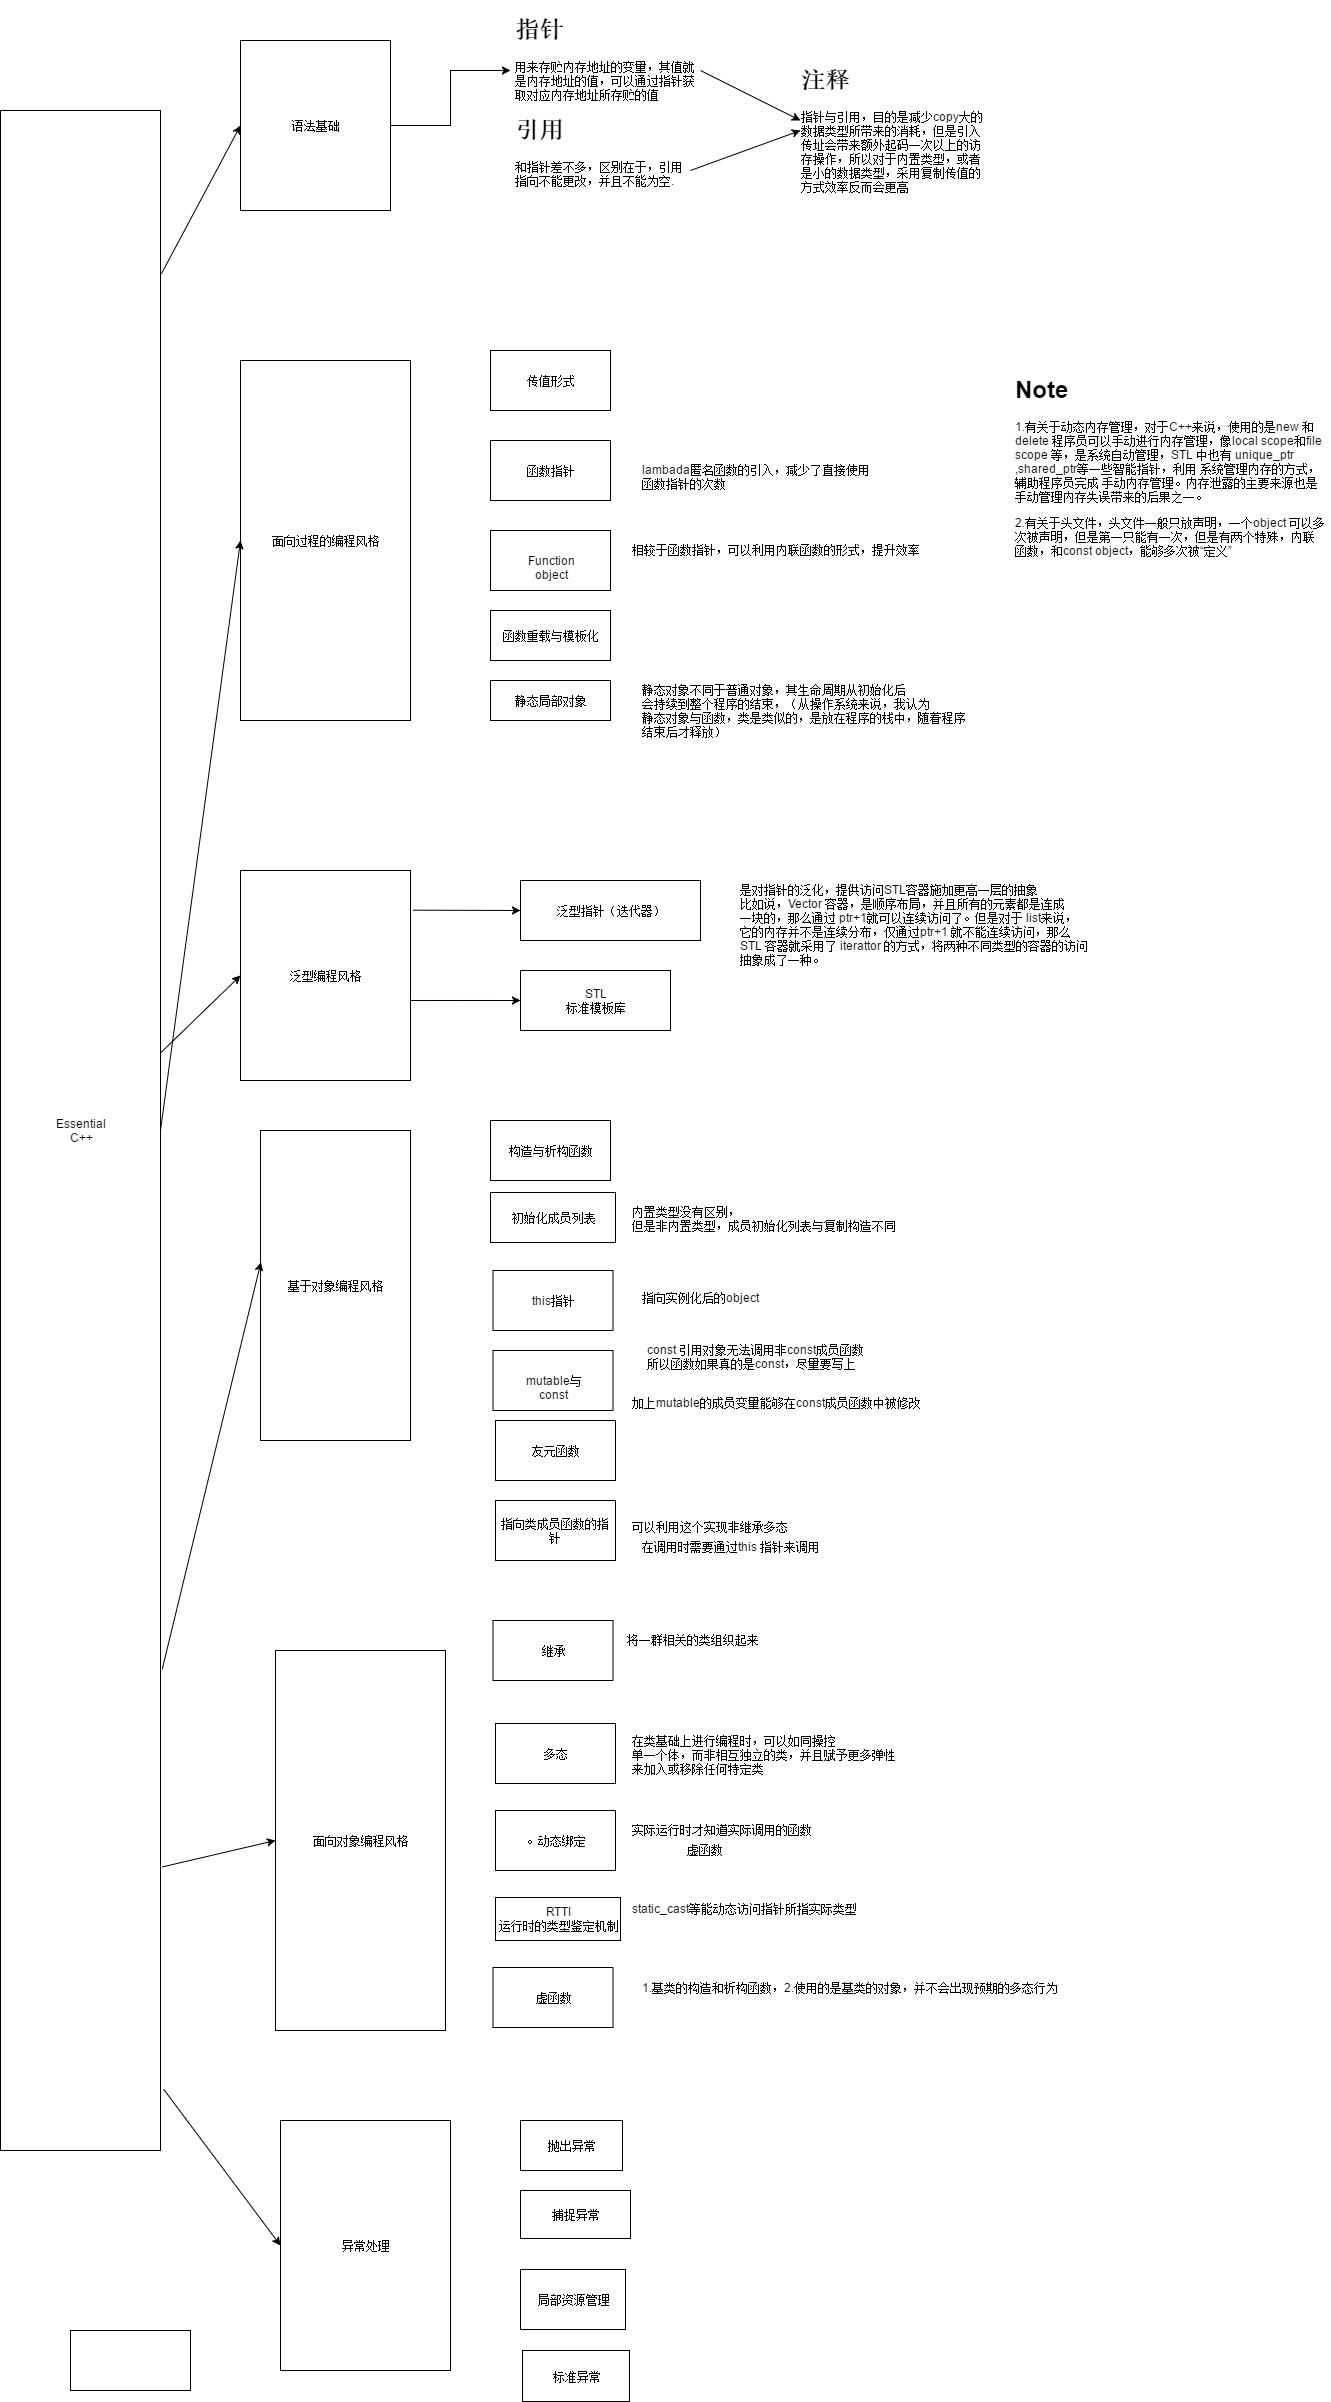 Essential
C++
语法基础
指针
用来存贮内存地址的变量，其值就
是内存地址的值，可以通过指针获
取对应内存地址所存贮的值
引用
和指针差不多，区别在于，引用
指向不能更改，并且不能为空.
注释
指针与引用，目的是减少copy大的
数据类型所带来的消耗，但是引入
传址会带来额外起码一次以上的访
存操作，所以对于内置类型，或者
是小的数据类型，采用复制传值的
方式效率反而会更高
面向过程的编程风格
传值形式
函数指针
lambada匿名函数的引入，减少了直接使用
函数指针的次数
Function
object
相较于函数指针，可以利用内联函数的形式，提升效率
函数重载与模板化
静态局部对象
静态对象不同于普通对象，其生命周期从初始化后
会持续到整个程序的结束，（从操作系统来说，我认为
静态对象与函数，类是类似的，是放在程序的栈中，随着程序
结束后才释放）
Note
1.有关于动态内存管理，对于C++来说，使用的是new 和
delete 程序员可以手动进行内存管理，像local scope和file
scope 等，是系统自动管理，STL 中也有 unique_ptr
,shared_ptr等一些智能指针，利用 系统管理内存的方式，
辅助程序员完成 手动内存管理。内存泄露的主要来源也是
手动管理内存失误带来的后果之一。
2.有关于头文件，头文件一般只放声明，一个object 可以多
次被声明，但是第一只能有一次，但是有两个特殊，内联
函数，和const object，能够多次被“定义”
泛型编程风格
泛型指针（迭代器）
是对指针的泛化，提供访问STL容器施加更高一层的抽象
比如说，Vector 容器，是顺序布局，并且所有的元素都是连成
一块的，那么通过 ptr+1就可以连续访问了。但是对于 list来说，
它的内存并不是连续分布，仅通过ptr+1 就不能连续访问，那么
STL 容器就采用了 iterattor 的方式，将两种不同类型的容器的访问
抽象成了一种。
STL
标准模板库
基于对象编程风格
构造与析构函数
初始化成员列表
内置类型没有区别，
但是非内置类型，成员初始化列表与复制构造不同
this指针
指向实例化后的object
mutable与
const
const 引用对象无法调用非const成员函数
所以函数如果真的是const，尽量要写上
加上mutable的成员变量能够在const成员函数中被修改
友元函数
指向类成员函数的指
针
可以利用这个实现非继承多态
在调用时需要通过this 指针来调用
面向对象编程风格
继承
将一群相关的类组织起来
多态
在类基础上进行编程时，可以如同操控
单一个体，而非相互独立的类，并且赋予更多弹性
来加入或移除任何特定类
。动态绑定
实际运行时才知道实际调用的函数
虚函数
RTTI
运行时的类型鉴定机制
static_cast等能动态访问指针所指实际类型
虚函数
1.基类的构造和析构函数，2.使用的是基类的对象，并不会出现预期的多态行为
异常处理
抛出异常
捕捉异常
局部资源管理
标准异常